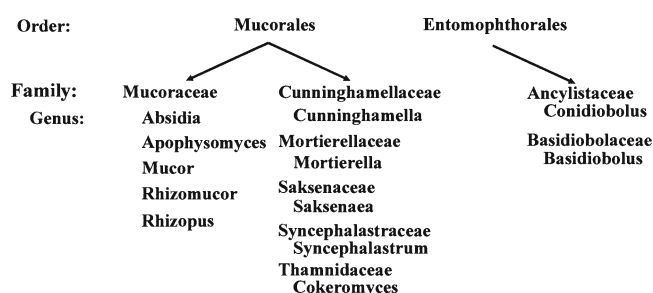 Order: Mucorales Entomophthorales
Family: Mucoraceae Cunninghamellaceae Ancylistaceae
Genus: Absidia Cunninghamella Conidiobolus
Apophysomyces Mortierellaceae Basidiobolaceae
Mucor Mortierella Basidiobolus
Rhizomucor Saksenaceae
Saksenaea
Rhizopus Syncephalastraceae
Syncephalastrum
Thamnidaceae
Cokeromyces